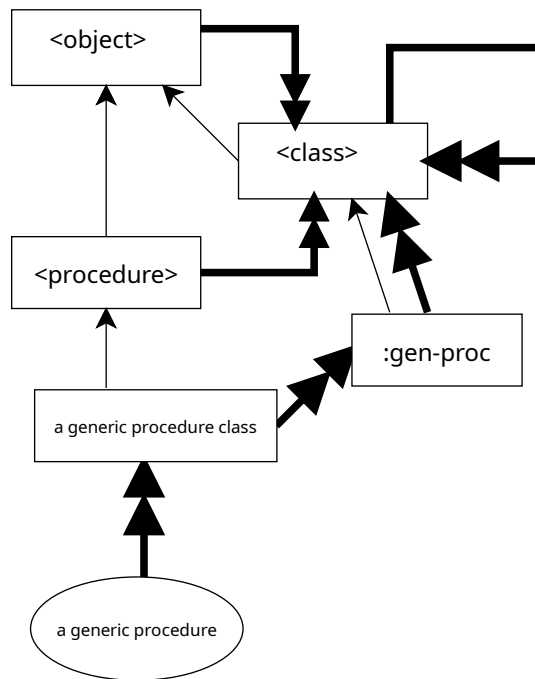 <object>
<class>
<procedure>
:gen-proc
a generic procedure class
a generic procedure